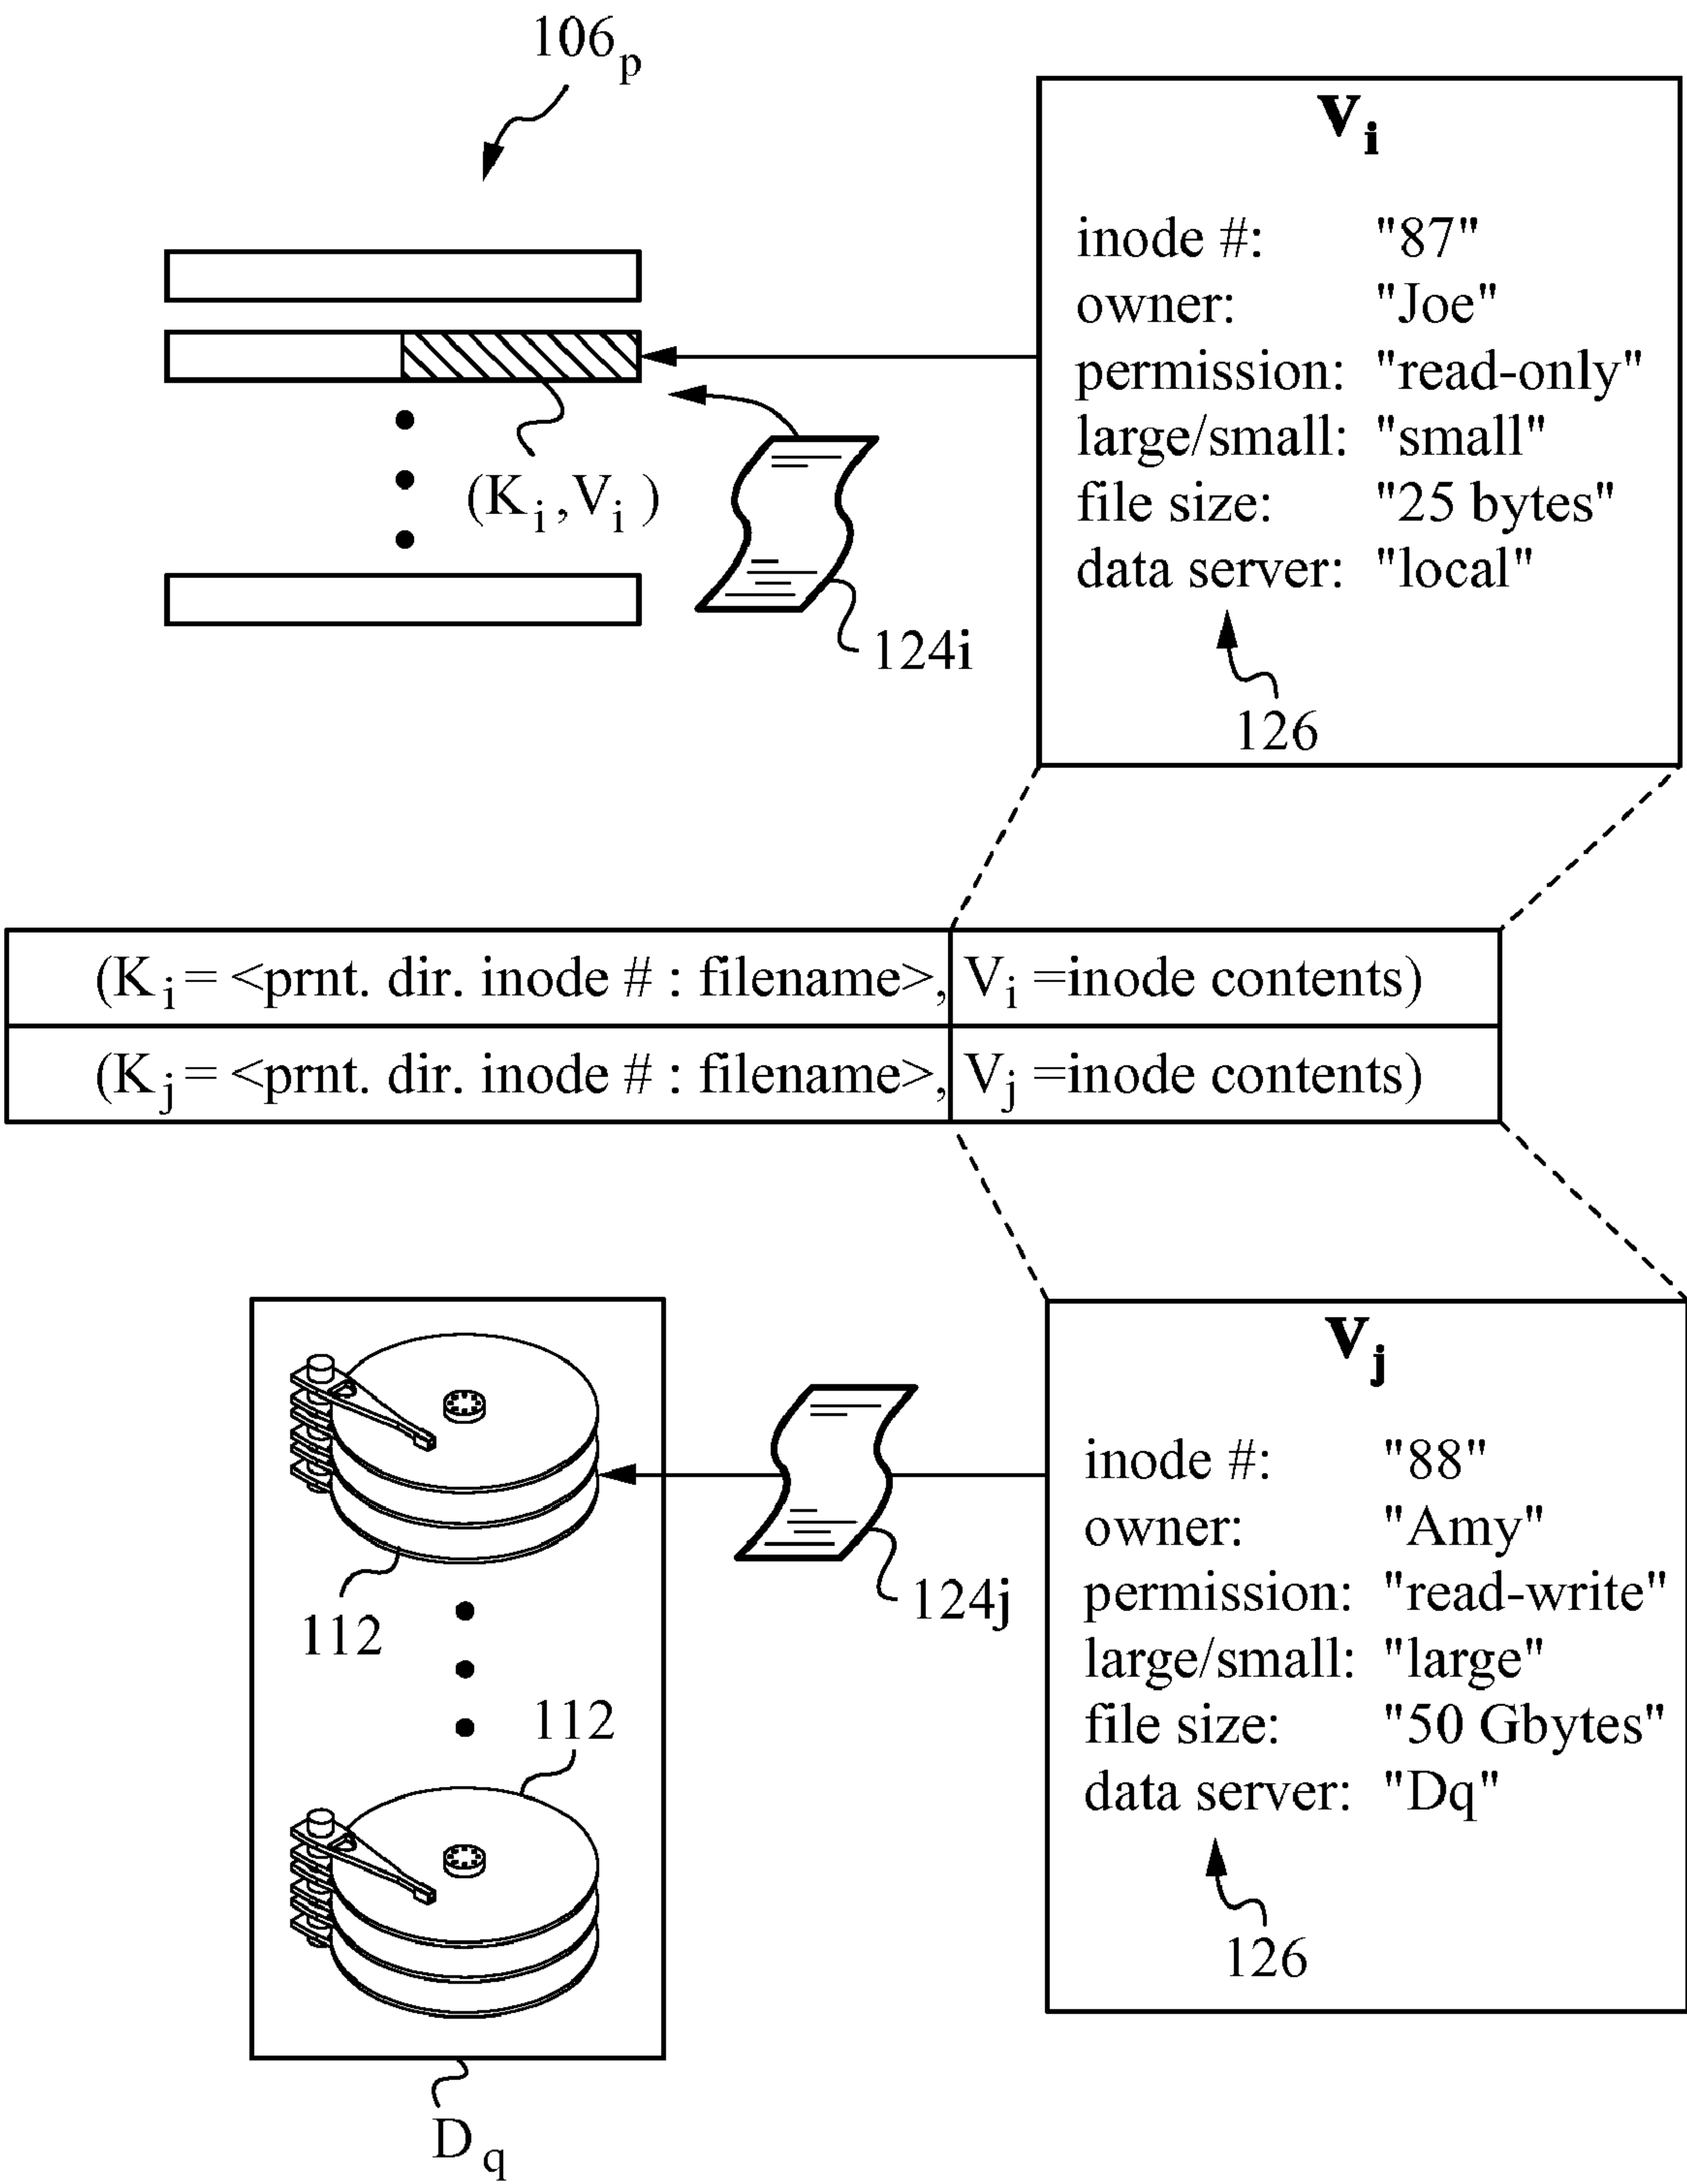 106p
Vi
inode #: "87"
owner: "Joe"
permission: "read-only"
large/small: "small"
file size: "25 bytes"
data server: "local"
(Ki,Vi)
124i
126
(Ki = <prnt. dir. inode # : filename>, Vi =inode contents)
(Kj = <prnt. dir. inode # : filename>, Vj =inode contents)
Vj
inode #: "88"
owner: "Amy"
permission: "read-write"
large/small: "large"
file size: "50 Gbytes"
data server: "Dq"
124j
112
112
126
Dq